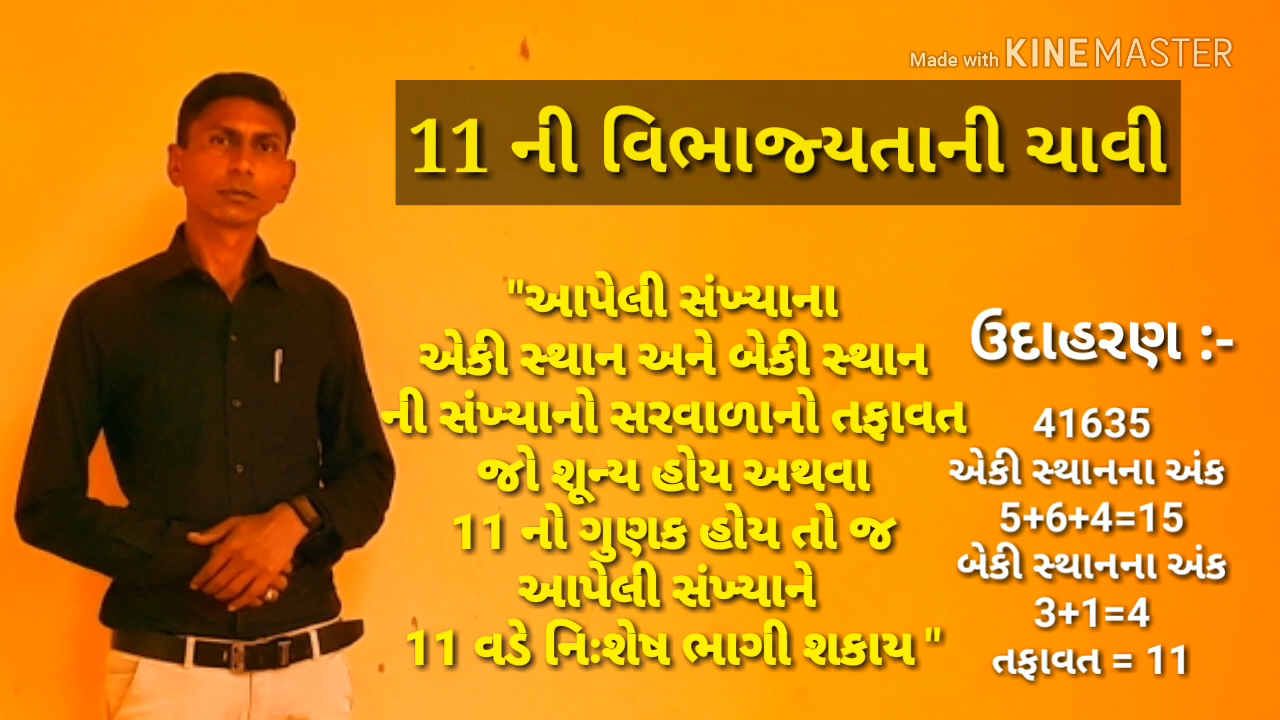 Made with KINEMASTER
11 ની વિભાજ્યતાની ચાવી
"આપેલી સંખ્યાના
એકી સ્થાન અને બેકી સ્થાન
ની સંખ્યાનો સરવાળાનો તફાવત
જો શૂન્ય હોય અથવા
11 નો ગુણક હોય તો જ
આપેલી સંખ્યાને
11 વડે નિઃશેષ ભાગી શકાય "
ઉદાહરણ :-
41635
એકી સ્થાનના અંક
5+6+4=15
બેકી સ્થાનના અંક
3+1=4
તફાવત = 11